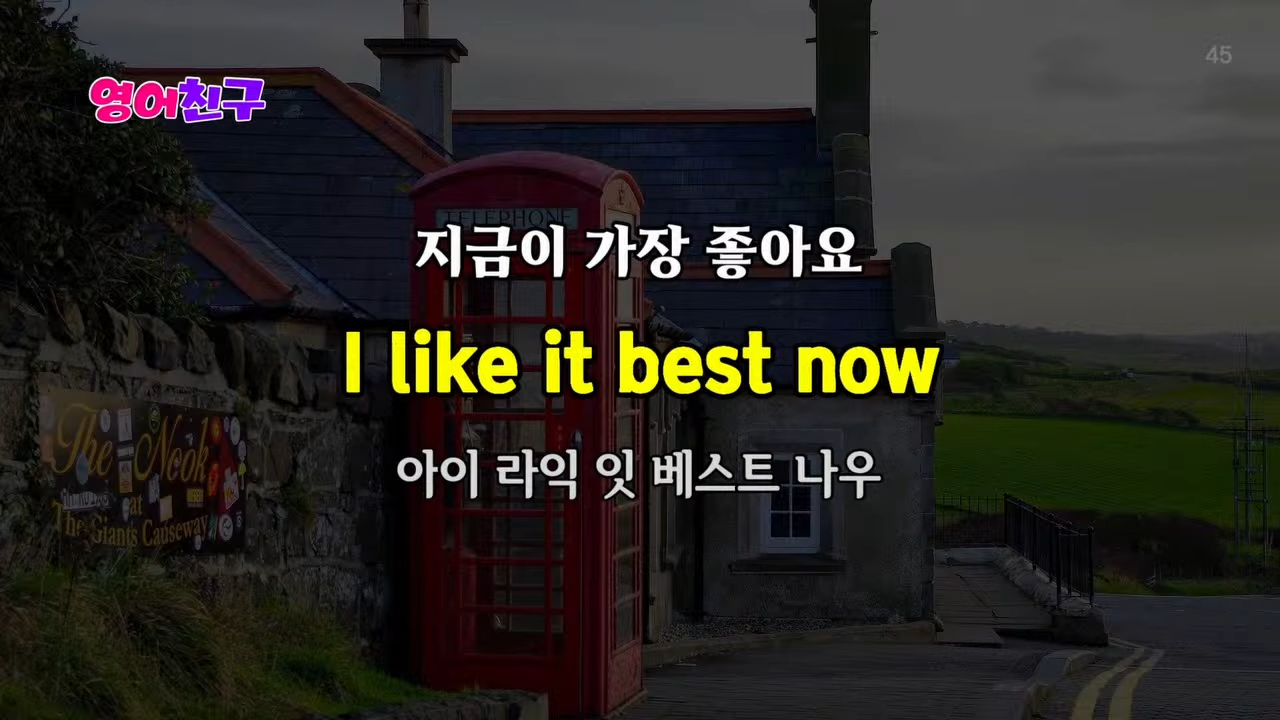 45
영어친구
TELEPHONE
지금이 가장 좋아요
I like it best now
아이 라익 잇 베스트 나우
The Nook
at
The Giants Causeway